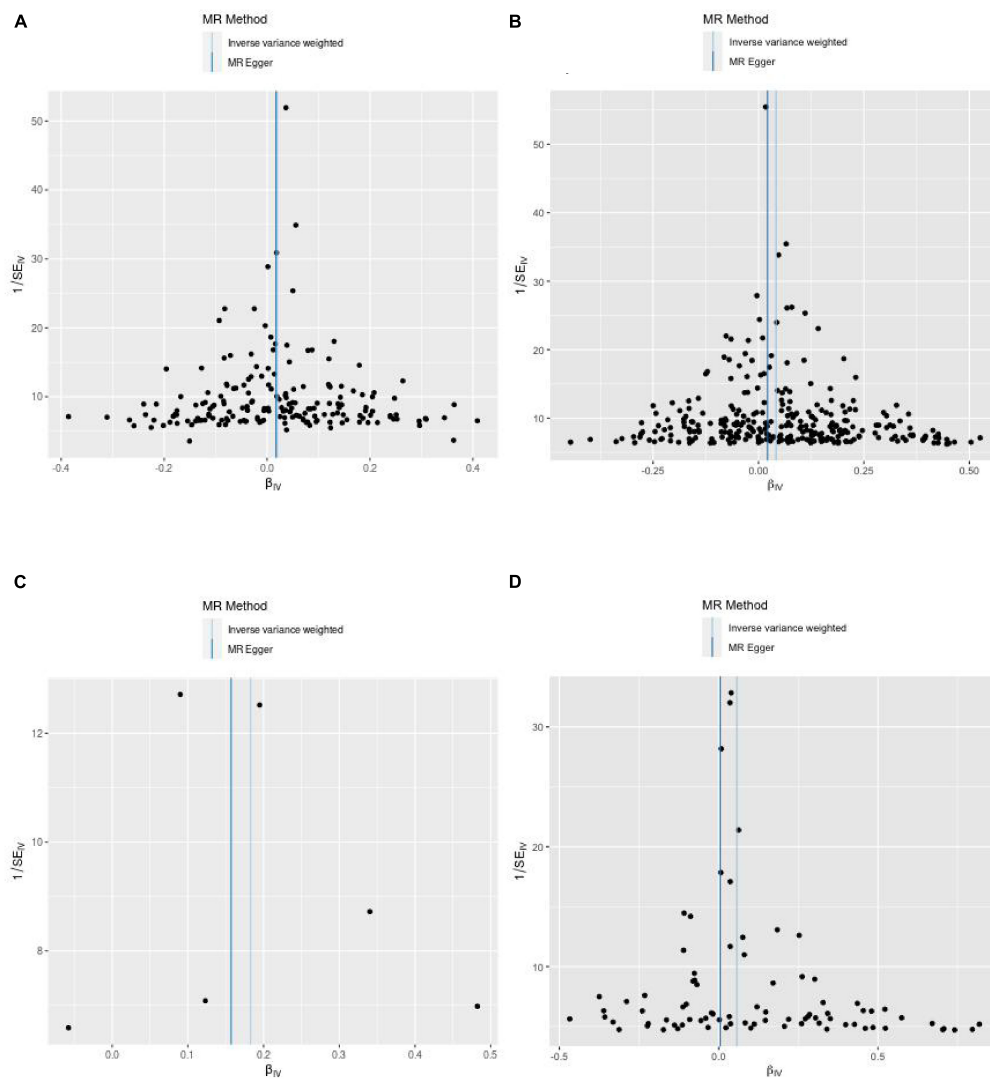 A
MR Method
Inverse variance weighted
MR Egger
50
40
30
20
10
1/SE_IV
-0.4 -0.2 0.0 0.2 0.4
β_IV
B
MR Method
Inverse variance weighted
MR Egger
50
40
30
20
10
1/SE_IV
-0.25 0.00 0.25 0.50
β_IV
C
MR Method
Inverse variance weighted
MR Egger
12
10
8
1/SE_IV
0.0 0.1 0.2 0.3 0.4 0.5
β_IV
D
MR Method
Inverse variance weighted
MR Egger
30
20
10
1/SE_IV
-0.5 0.0 0.5
β_IV